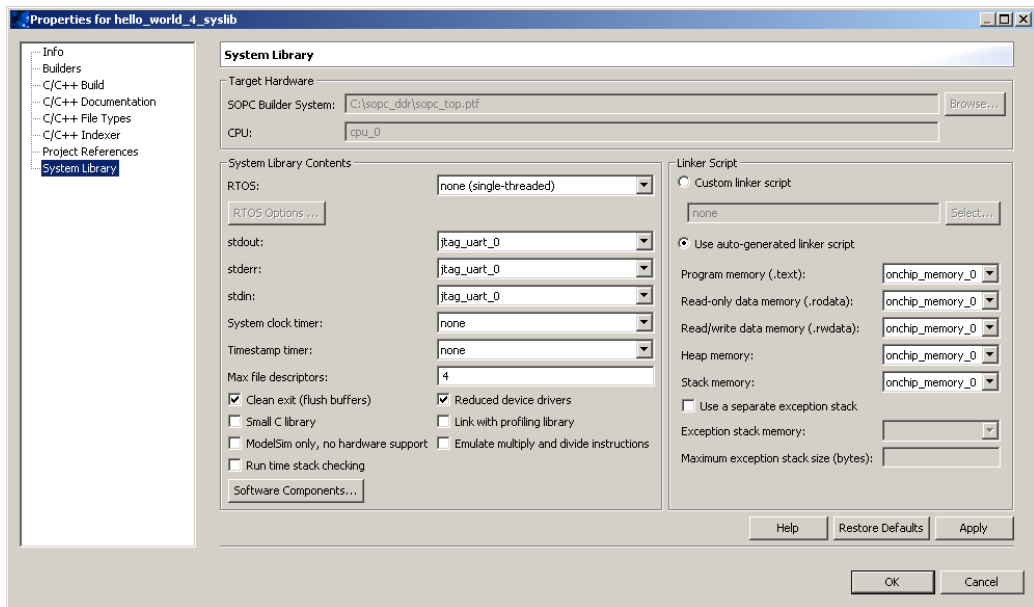 Properties for hello_world_4_syslib
Info
Builders
C/C++ Build
C/C++ Documentation
C/C++ File Types
C/C++ Indexer
Project References
System Library
System Library
Target Hardware
SOPC Builder System: C:\sopc_ddr\sopc_top.ptf Browse...
CPU: cpu_0
System Library Contents
RTOS: none (single-threaded)
RTOS Options ...
stdout: jtag_uart_0
stderr: jtag_uart_0
stdin: jtag_uart_0
System clock timer: none
Timestamp timer: none
Max file descriptors: 4
Clean exit (flush buffers) Reduced device drivers
Small C library Link with profiling library
ModelSim only, no hardware support Emulate multiply and divide instructions
Run time stack checking
Software Components...
Linker Script
Custom linker script
none Select...
Use auto-generated linker script
Program memory (.text): onchip_memory_0
Read-only data memory (.rodata): onchip_memory_0
Read/write data memory (.rwdata): onchip_memory_0
Heap memory: onchip_memory_0
Stack memory: onchip_memory_0
Use a separate exception stack
Exception stack memory:
Maximum exception stack size (bytes):
Help Restore Defaults Apply
OK Cancel